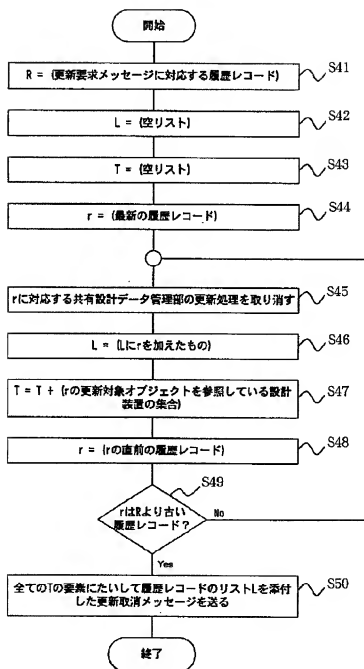 開始
R = (更新要求メッセージに対応する履歴レコード)
S41
L = (空リスト)
S42
T = (空リスト)
S43
r = (最新の履歴レコード)
S44
rに対応する共有設計データ管理部の更新処理を取り消す
S45
L = (Lにrを加えたもの)
S46
T = T + (rの更新対象オブジェクトを参照している設計
装置の集合)
S47
r = (rの直前の履歴レコード)
S48
S49
rはRより古い
履歴レコード?
No
Yes
全てのTの要素にたいして履歴レコードのリストLを添付
した更新取消メッセージを送る
S50
終了